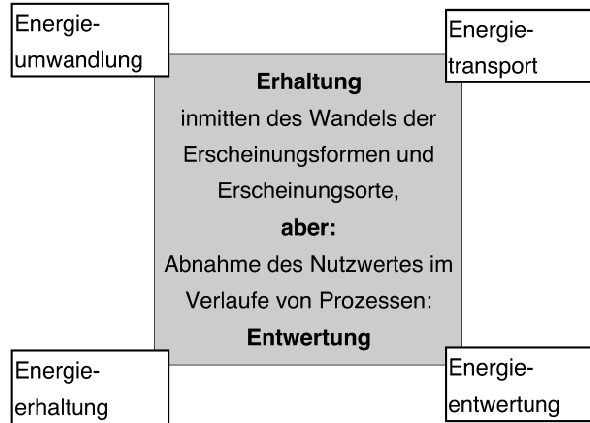 Energie-
umwandlung
Energie-
transport
Erhaltung
inmitten des Wandels der
Erscheinungsformen und
Erscheinungsorte,
aber:
Abnahme des Nutzwertes im
Verlaufe von Prozessen:
Entwertung
Energie-
erhaltung
Energie-
entwertung